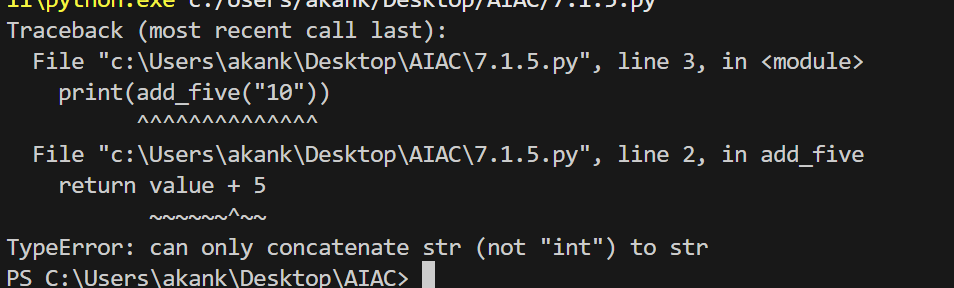 11\python.exe c:/Users/akank/Desktop/AIAC/7.1.5.py
Traceback (most recent call last):
  File "c:\Users\akank\Desktop\AIAC\7.1.5.py", line 3, in <module>
    print(add_five("10"))
          ^^^^^^^^^^^^^^
  File "c:\Users\akank\Desktop\AIAC\7.1.5.py", line 2, in add_five
    return value + 5
           ~~~~~~^~~
TypeError: can only concatenate str (not "int") to str
PS C:\Users\akank\Desktop\AIAC>